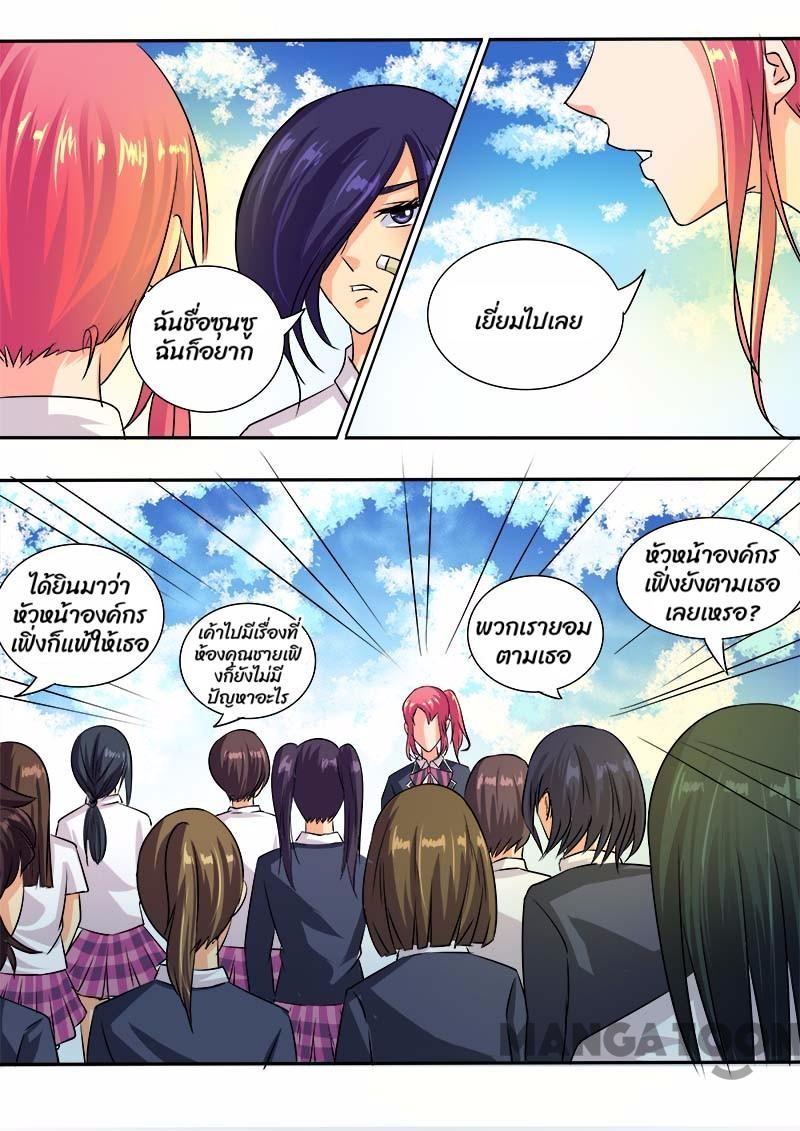 ฉันชื่อซุนซู
ฉันก็อยาก
เยี่ยมไปเลย
ได้ยินมาว่า
หัวหน้าองค์กร
เฟิ่งก็แพ้ให้เธอ
เค้าไปมีเรื่องที่
ห้องคุณชายเฟิ
งก็ยังไม่มี
ปัญหาอะไร
พวกเรายอม
ตามเธอ
หัวหน้าองค์กร
เฟิ่งยังตามเธอ
เลยเหรอ?
MANGATOON